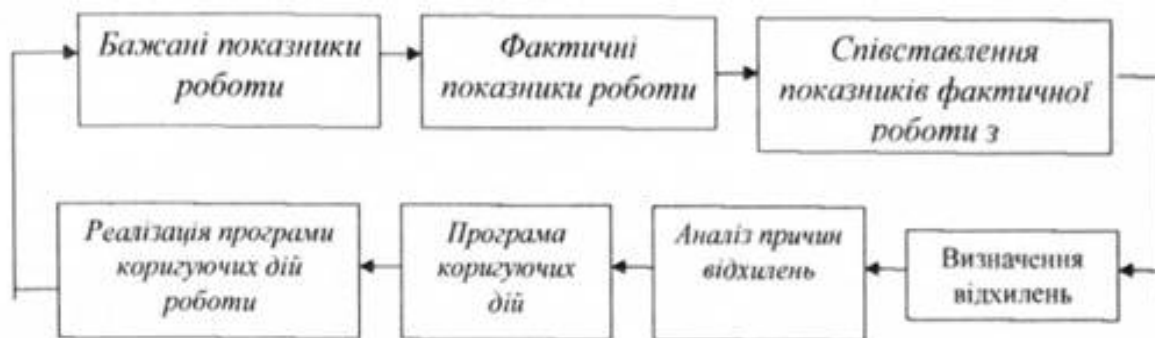 Бажані показники
роботи
Фактичні
показники роботи
Співставлення
показників фактичної
роботи з
Реалізація програми
коригуючих дій
роботи
Програма
коригуючих
дій
Аналіз причин
відхилень
Визначення
відхилень